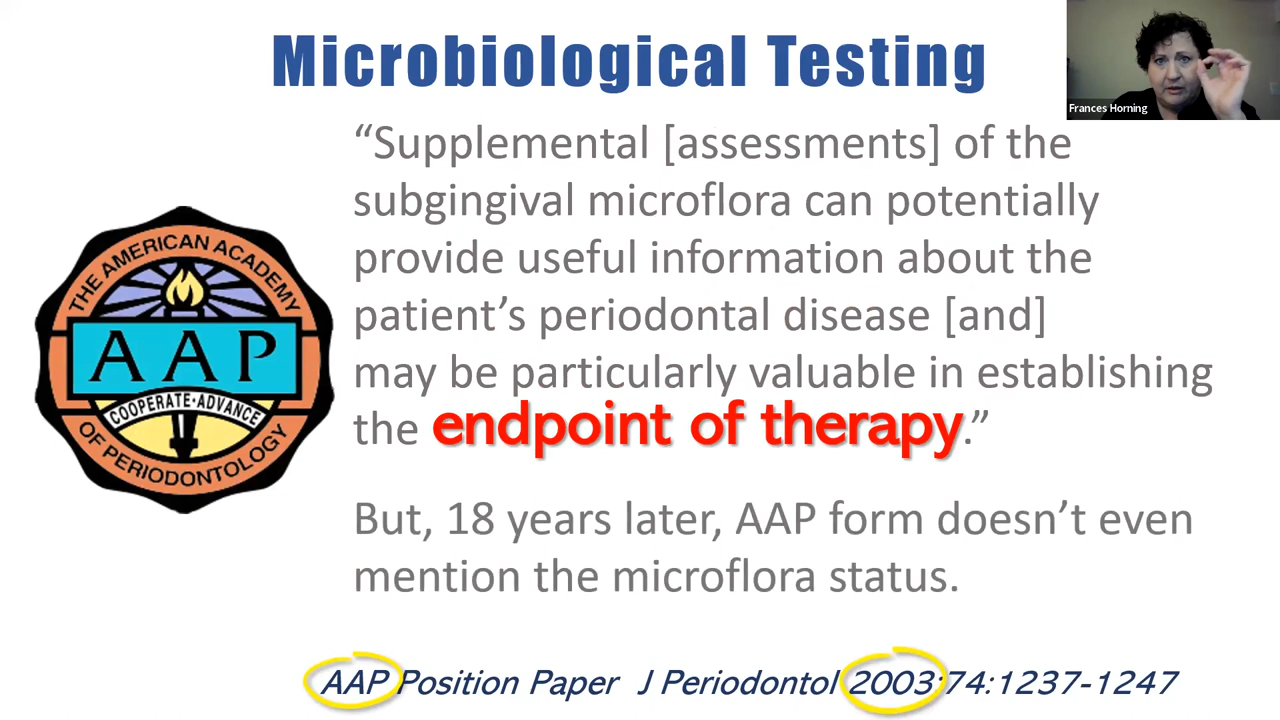 Microbiological Testing
Frances Horning
“Supplemental [assessments] of the
subgingival microflora can potentially
provide useful information about the
patient’s periodontal disease [and]
may be particularly valuable in establishing
the endpoint of therapy.”
THE AMERICAN ACADEMY
AAP
COOPERATE·ADVANCE
OF PERIODONTOLOGY
But, 18 years later, AAP form doesn’t even
mention the microflora status.
AAP Position Paper J Periodontol 2003:74:1237-1247